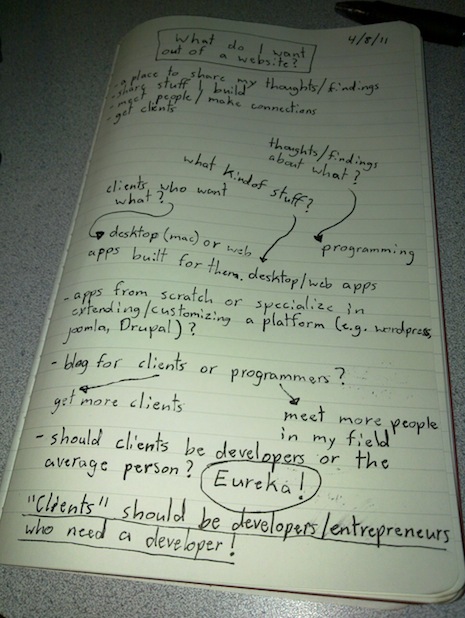 4/8/11
What do I want
out of a website?
- a place to share my thoughts/findings
- share stuff I build
- meet people/make connections
- get clients
thoughts/findings
about what?
what kind of stuff?
clients who want
what?
programming
desktop (mac) or web
apps built for them.
desktop/web apps
- apps from scratch or specialize in
extending/customizing a platform (e.g. wordpress,
joomla, Drupal)?
- blog for clients or programmers?
get more clients
meet more people
in my field
- should clients be developers or the
average person?
Eureka!
"Clients" should be developers/entrepreneurs
who need a developer!